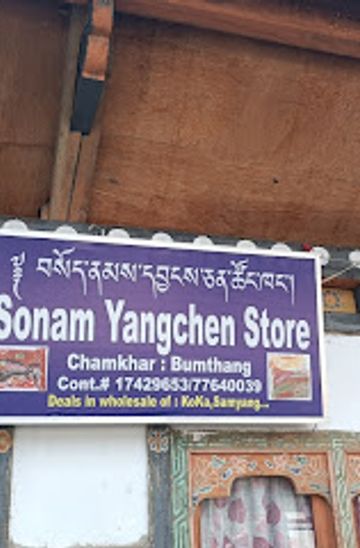 ༄༅། བསོད་ནམས་དབྱངས་ཅན་ཚོང་ཁང་།
Sonam Yangchen Store
Chamkhar : Bumthang
Cont.# 17429653/77640039
Deals in wholesale of : KoKa,Samyang...